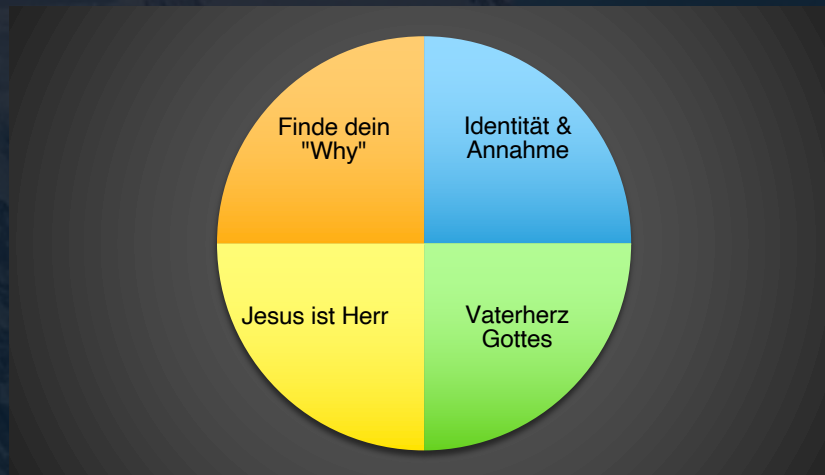 Finde dein
"Why"
Identität &
Annahme
Jesus ist Herr
Vaterherz
Gottes